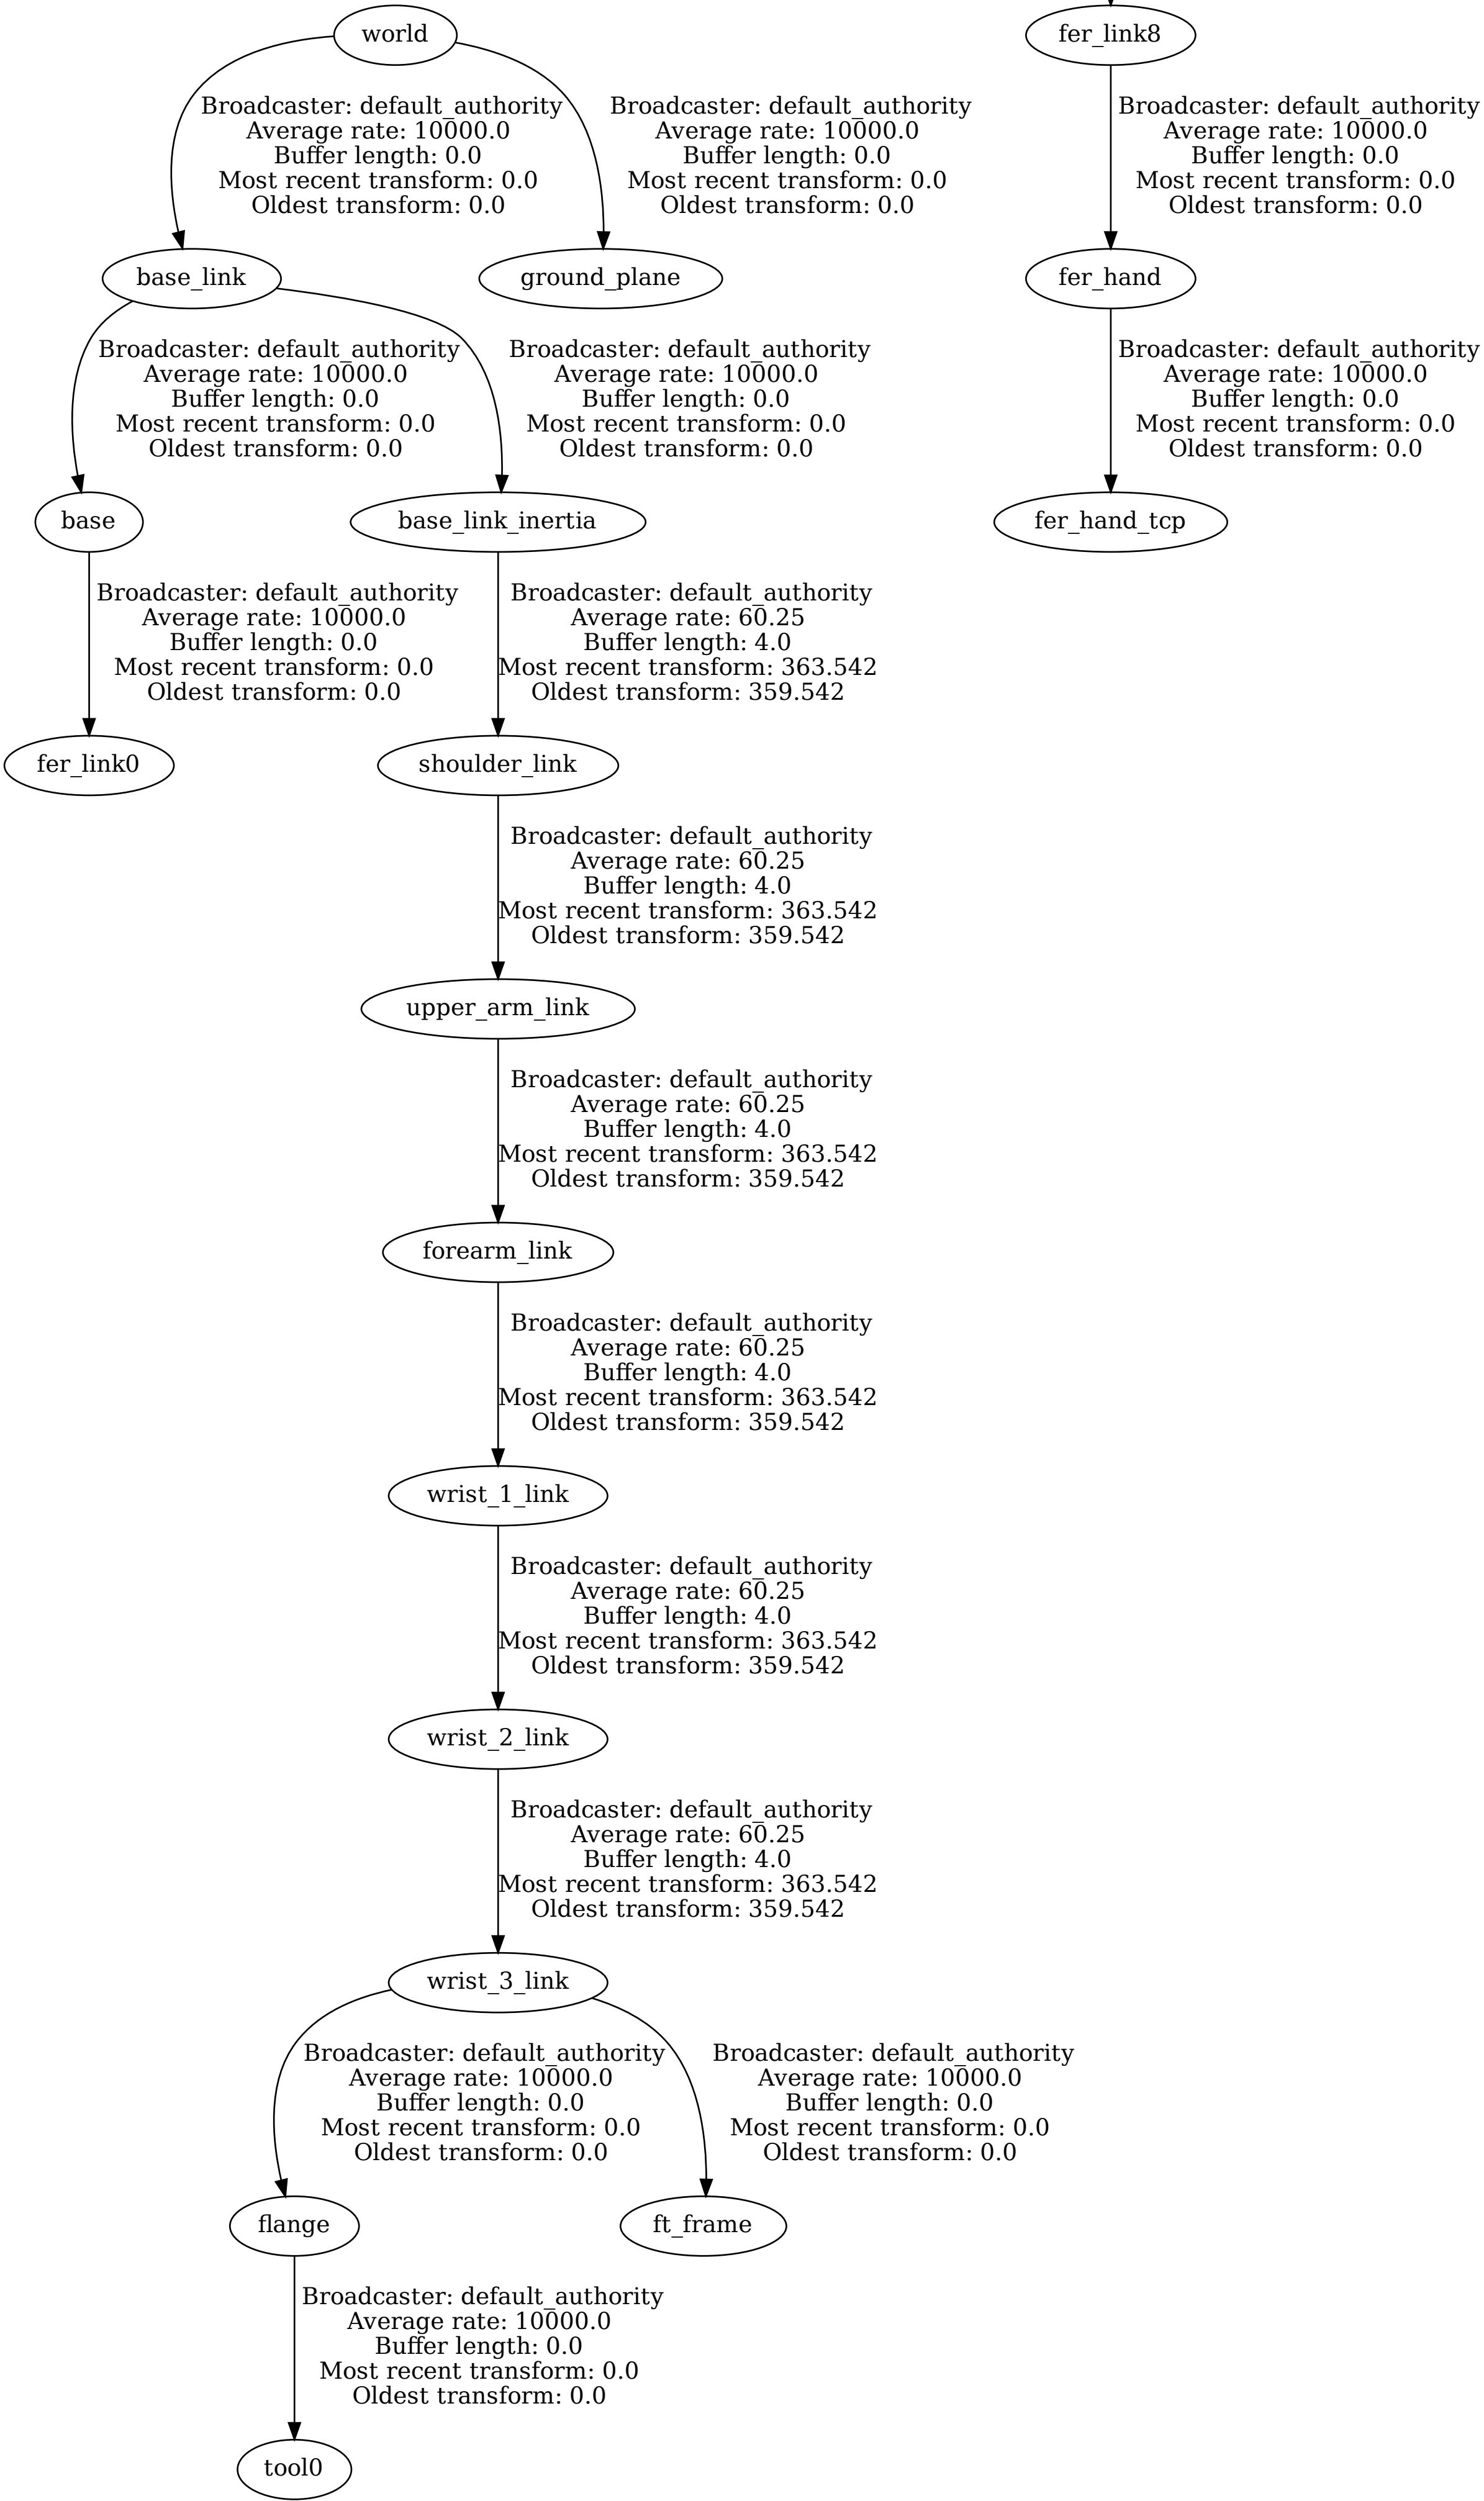 world
fer_link8
Broadcaster: default_authority
Average rate: 10000.0
Buffer length: 0.0
Most recent transform: 0.0
Oldest transform: 0.0
Broadcaster: default_authority
Average rate: 10000.0
Buffer length: 0.0
Most recent transform: 0.0
Oldest transform: 0.0
Broadcaster: default_authority
Average rate: 10000.0
Buffer length: 0.0
Most recent transform: 0.0
Oldest transform: 0.0
base_link
ground_plane
fer_hand
Broadcaster: default_authority
Average rate: 10000.0
Buffer length: 0.0
Most recent transform: 0.0
Oldest transform: 0.0
Broadcaster: default_authority
Average rate: 10000.0
Buffer length: 0.0
Most recent transform: 0.0
Oldest transform: 0.0
Broadcaster: default_authority
Average rate: 10000.0
Buffer length: 0.0
Most recent transform: 0.0
Oldest transform: 0.0
base
base_link_inertia
fer_hand_tcp
Broadcaster: default_authority
Average rate: 10000.0
Buffer length: 0.0
Most recent transform: 0.0
Oldest transform: 0.0
Broadcaster: default_authority
Average rate: 60.25
Buffer length: 4.0
Most recent transform: 363.542
Oldest transform: 359.542
fer_link0
shoulder_link
Broadcaster: default_authority
Average rate: 60.25
Buffer length: 4.0
Most recent transform: 363.542
Oldest transform: 359.542
upper_arm_link
Broadcaster: default_authority
Average rate: 60.25
Buffer length: 4.0
Most recent transform: 363.542
Oldest transform: 359.542
forearm_link
Broadcaster: default_authority
Average rate: 60.25
Buffer length: 4.0
Most recent transform: 363.542
Oldest transform: 359.542
wrist_1_link
Broadcaster: default_authority
Average rate: 60.25
Buffer length: 4.0
Most recent transform: 363.542
Oldest transform: 359.542
wrist_2_link
Broadcaster: default_authority
Average rate: 60.25
Buffer length: 4.0
Most recent transform: 363.542
Oldest transform: 359.542
wrist_3_link
Broadcaster: default_authority
Average rate: 10000.0
Buffer length: 0.0
Most recent transform: 0.0
Oldest transform: 0.0
Broadcaster: default_authority
Average rate: 10000.0
Buffer length: 0.0
Most recent transform: 0.0
Oldest transform: 0.0
flange
ft_frame
Broadcaster: default_authority
Average rate: 10000.0
Buffer length: 0.0
Most recent transform: 0.0
Oldest transform: 0.0
tool0